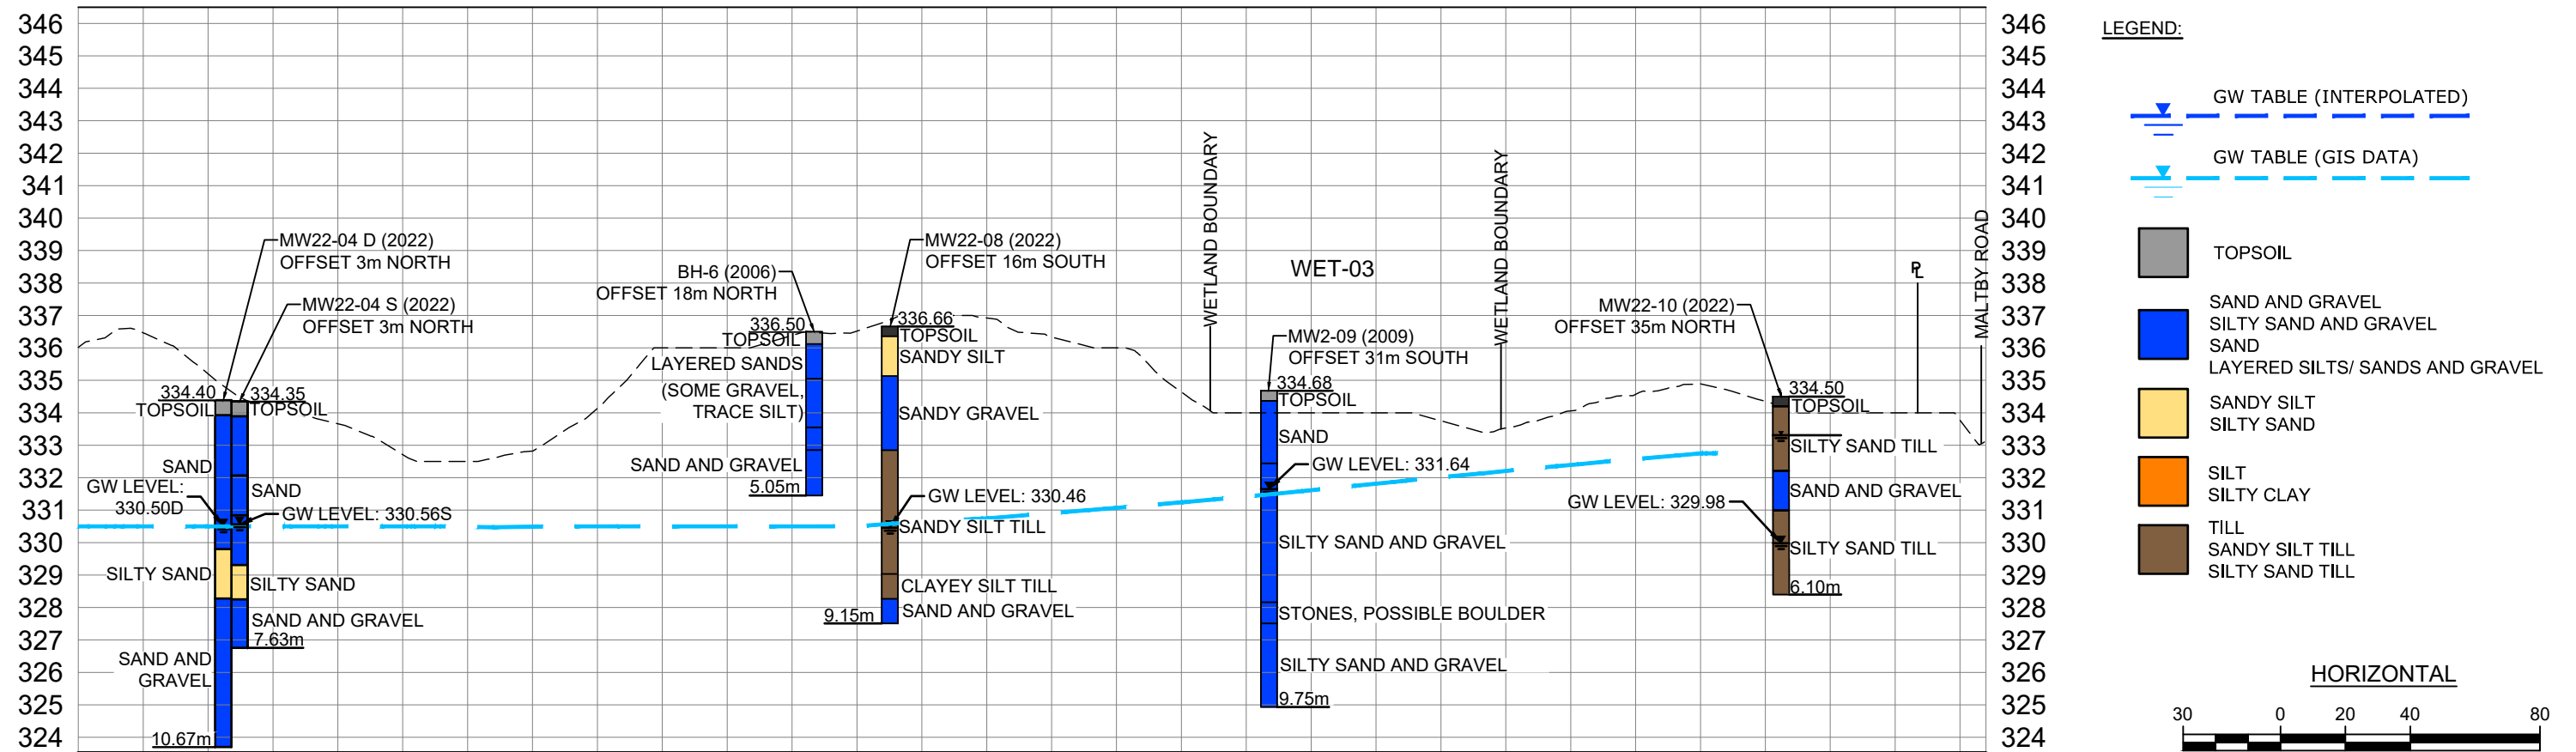 346
345
344
343
342
341
340
339
338
337
336
335
334
333
332
331
330
329
328
327
326
325
324
MW22-04 D (2022)
OFFSET 3m NORTH
MW22-04 S (2022)
OFFSET 3m NORTH
334.40
334.35
TOPSOIL
TOPSOIL
SAND
SAND
GW LEVEL:
330.50D
GW LEVEL: 330.56S
SILTY SAND
SILTY SAND
SAND AND GRAVEL
7.63m
SAND AND
GRAVEL
10.67m
BH-6 (2006)
OFFSET 18m NORTH
336.50
TOPSOIL
LAYERED SANDS
(SOME GRAVEL,
TRACE SILT)
SAND AND GRAVEL
5.05m
MW22-08 (2022)
OFFSET 16m SOUTH
336.66
TOPSOIL
SANDY SILT
SANDY GRAVEL
GW LEVEL: 330.46
SANDY SILT TILL
CLAYEY SILT TILL
SAND AND GRAVEL
9.15m
WETLAND BOUNDARY
WET-03
MW2-09 (2009)
OFFSET 31m SOUTH
334.68
TOPSOIL
SAND
GW LEVEL: 331.64
SILTY SAND AND GRAVEL
STONES, POSSIBLE BOULDER
SILTY SAND AND GRAVEL
9.75m
WETLAND BOUNDARY
MW22-10 (2022)
OFFSET 35m NORTH
334.50
TOPSOIL
SILTY SAND TILL
SAND AND GRAVEL
GW LEVEL: 329.98
SILTY SAND TILL
6.10m
PL
MALTBY ROAD
346
345
344
343
342
341
340
339
338
337
336
335
334
333
332
331
330
329
328
327
326
325
324
LEGEND:
GW TABLE (INTERPOLATED)
GW TABLE (GIS DATA)
TOPSOIL
SAND AND GRAVEL
SILTY SAND AND GRAVEL
SAND
LAYERED SILTS/ SANDS AND GRAVEL
SANDY SILT
SILTY SAND
SILT
SILTY CLAY
TILL
SANDY SILT TILL
SILTY SAND TILL
HORIZONTAL
30 0 20 40 80